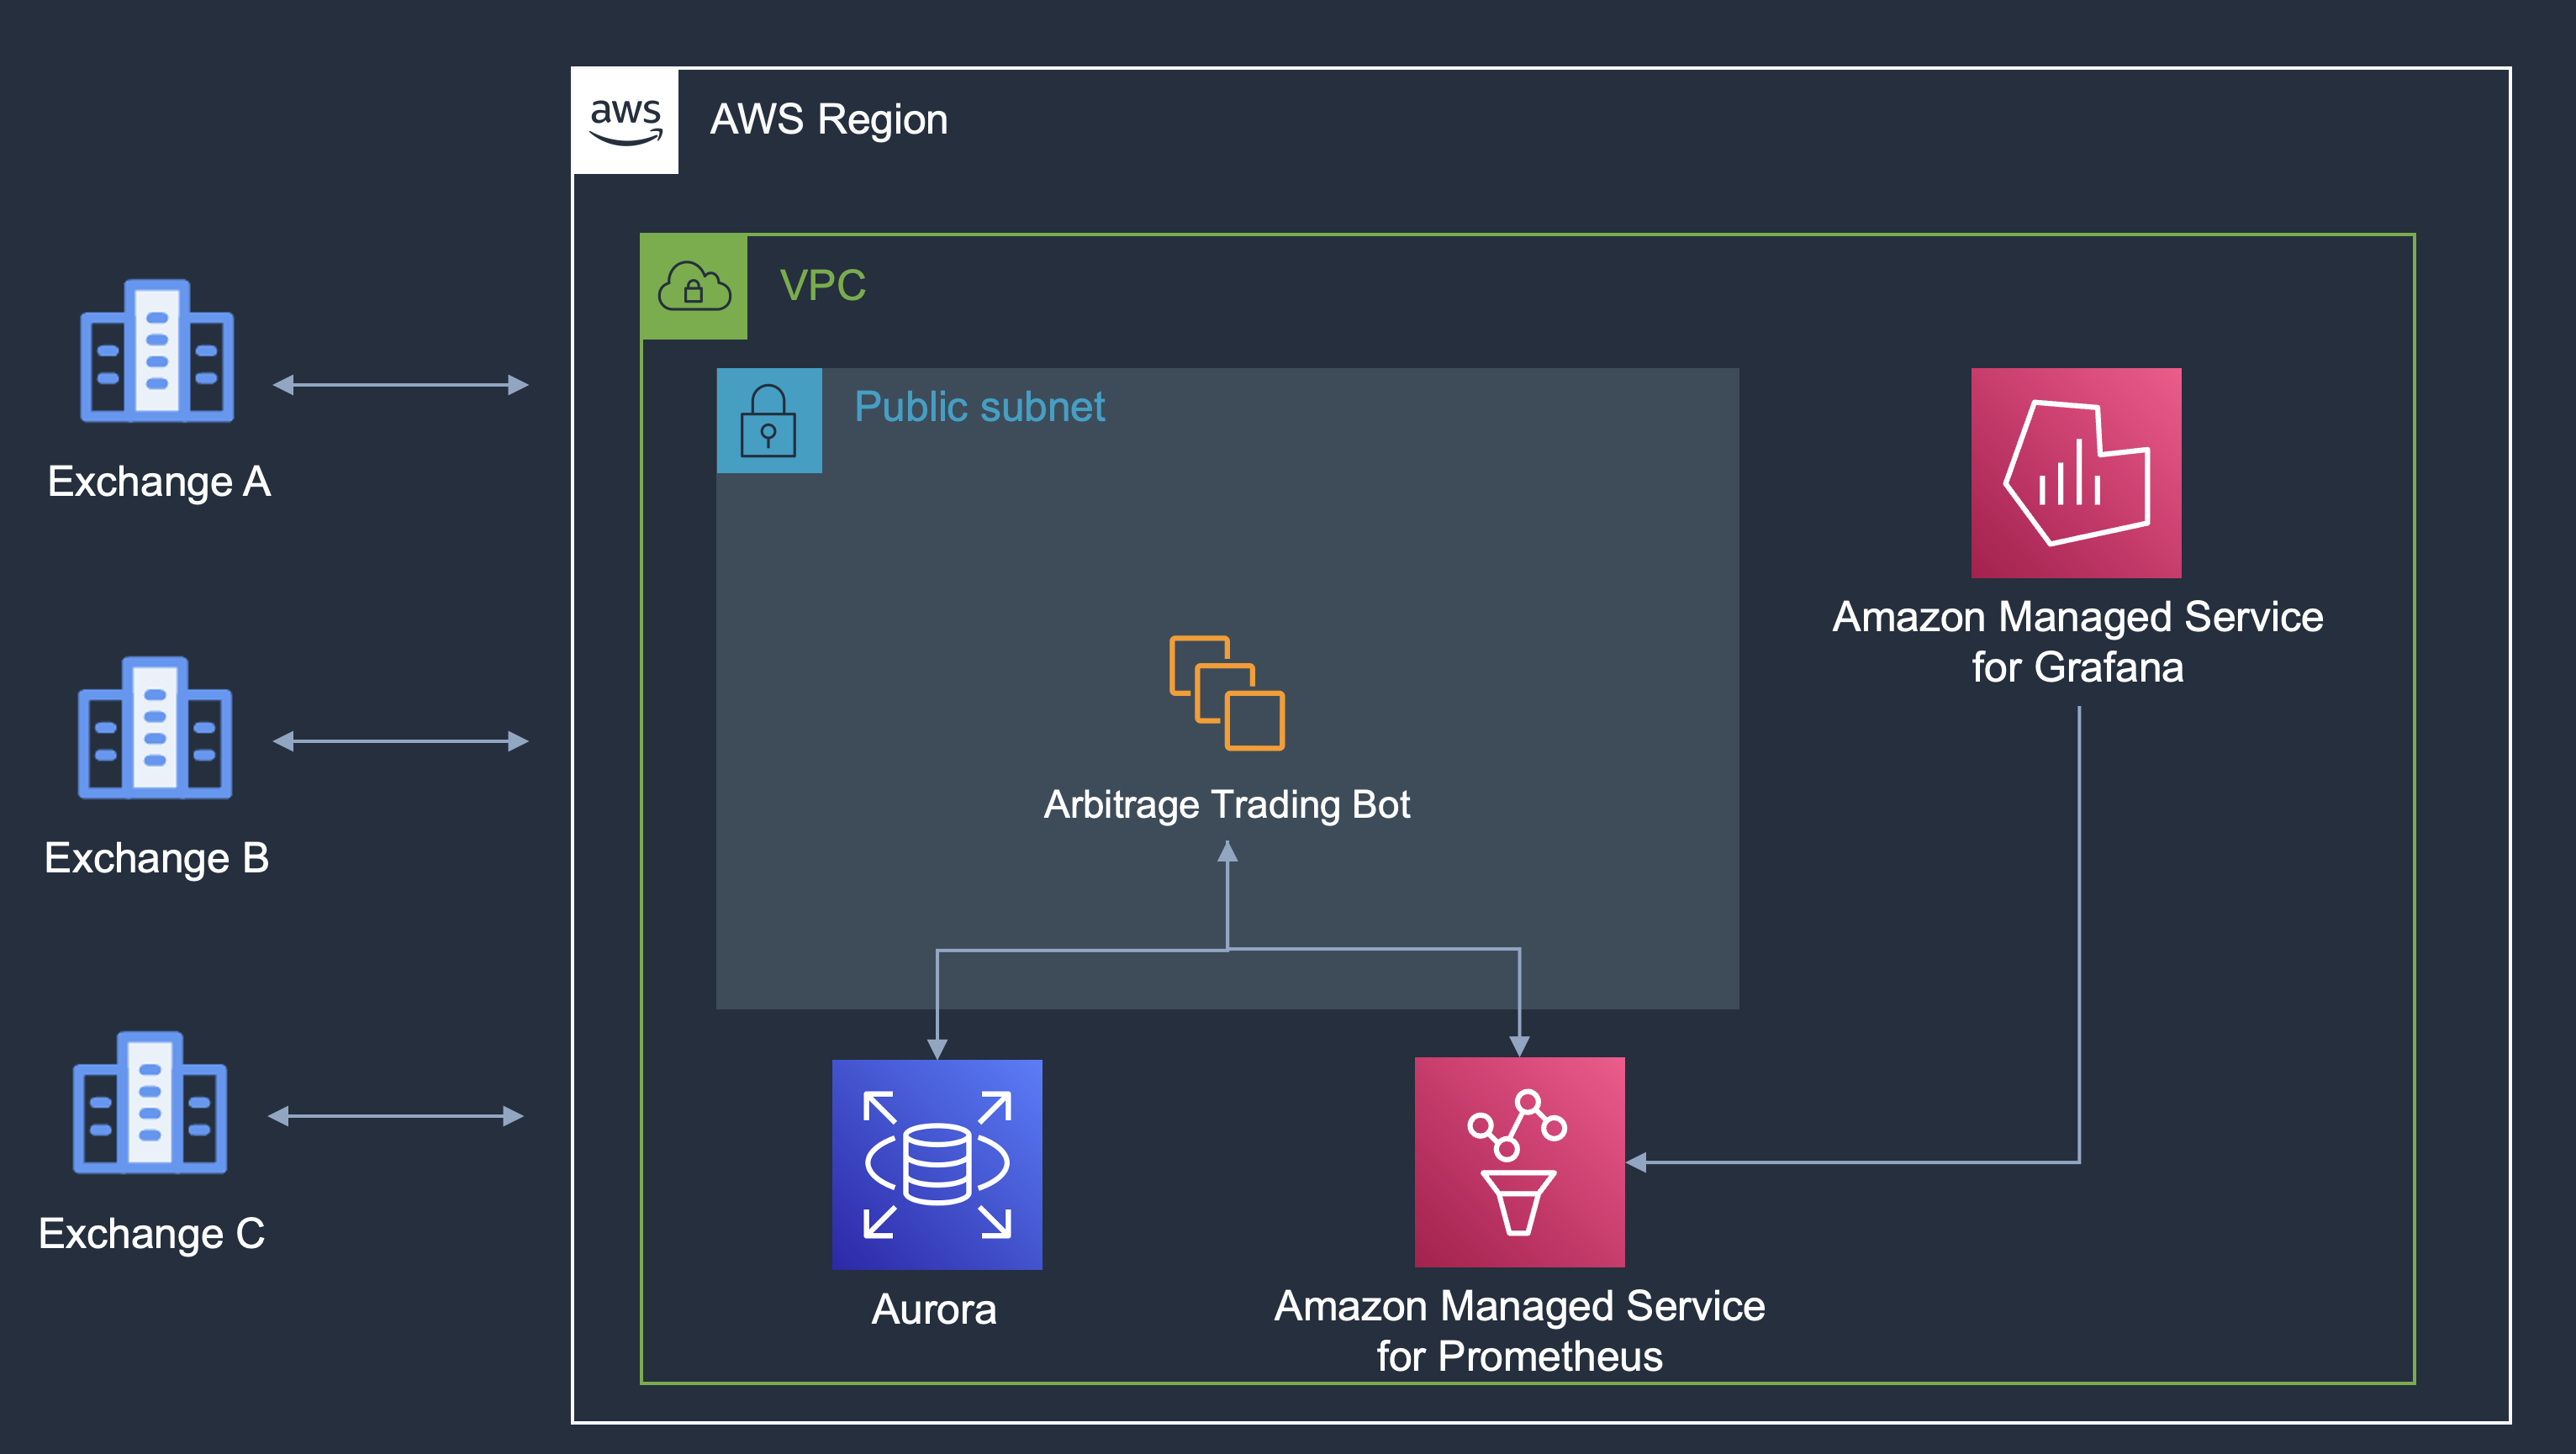 aws
AWS Region
VPC
Public subnet
Exchange A
Amazon Managed Service
for Grafana
Arbitrage Trading Bot
Exchange B
Exchange C
Aurora
Amazon Managed Service
for Prometheus